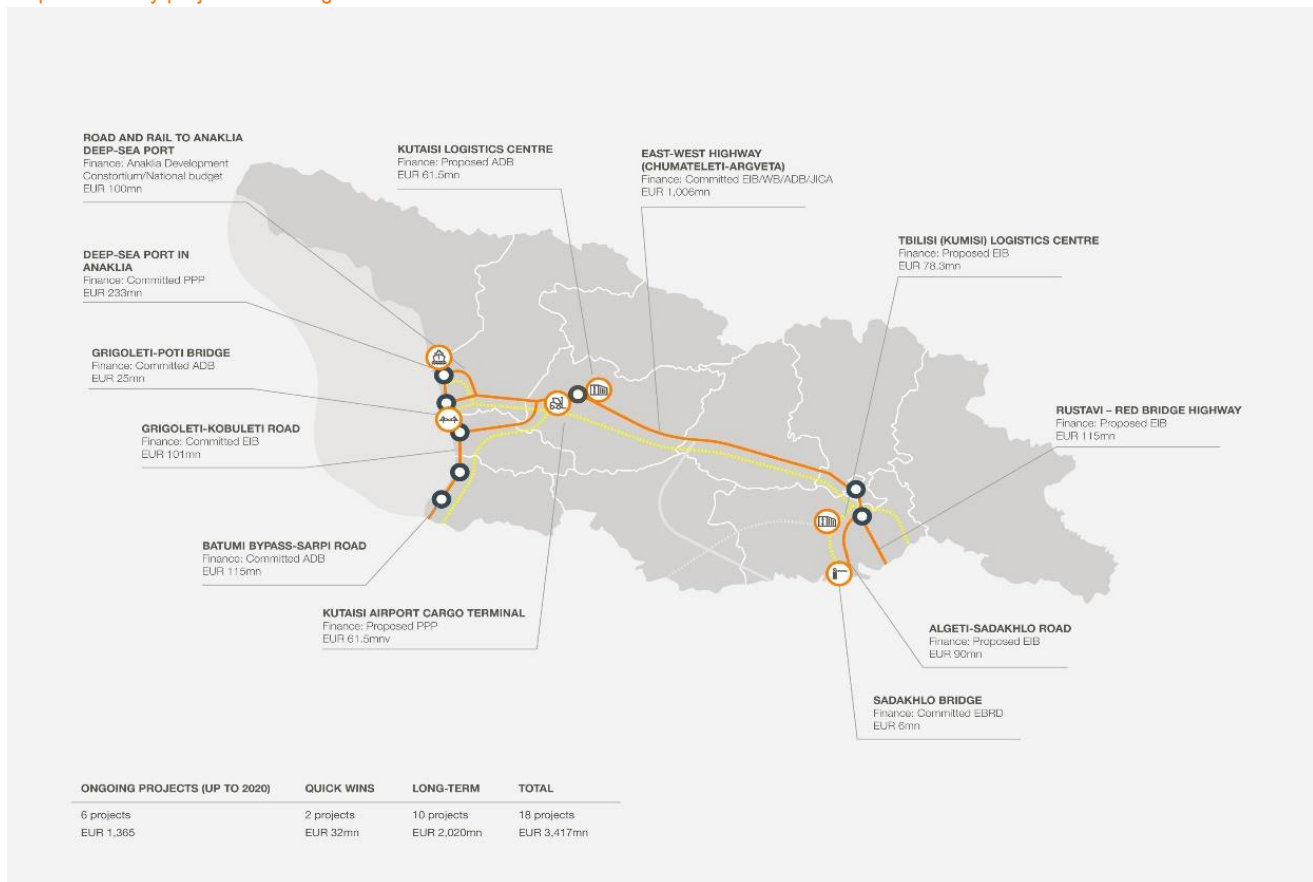 ROAD AND RAIL TO ANAKLIA
DEEP-SEA PORT
Finance: Anaklia Development
Constortium/National budget
EUR 100mn
KUTAISI LOGISTICS CENTRE
Finance: Proposed ADB
EUR 61.5mn
EAST-WEST HIGHWAY
(CHUMATELETI-ARGVETA)
Finance: Committed EIB/WB/ADB/JICA
EUR 1,006mn
TBILISI (KUMISI) LOGISTICS CENTRE
Finance: Proposed EIB
EUR 78.3mn
DEEP-SEA PORT IN
ANAKLIA
Finance: Committed PPP
EUR 233mn
GRIGOLETI-POTI BRIDGE
Finance: Committed ADB
EUR 25mn
RUSTAVI – RED BRIDGE HIGHWAY
Finance: Proposed EIB
EUR 115mn
GRIGOLETI-KOBULETI ROAD
Finance: Committed EIB
EUR 101mn
BATUMI BYPASS-SARPI ROAD
Finance: Committed ADB
EUR 115mn
KUTAISI AIRPORT CARGO TERMINAL
Finance: Proposed PPP
EUR 61.5mnv
ALGETI-SADAKHLO ROAD
Finance: Proposed EIB
EUR 90mn
SADAKHLO BRIDGE
Finance: Committed EBRD
EUR 6mn
ONGOING PROJECTS (UP TO 2020) QUICK WINS LONG-TERM TOTAL
6 projects 2 projects 10 projects 18 projects
EUR 1,365 EUR 32mn EUR 2,020mn EUR 3,417mn